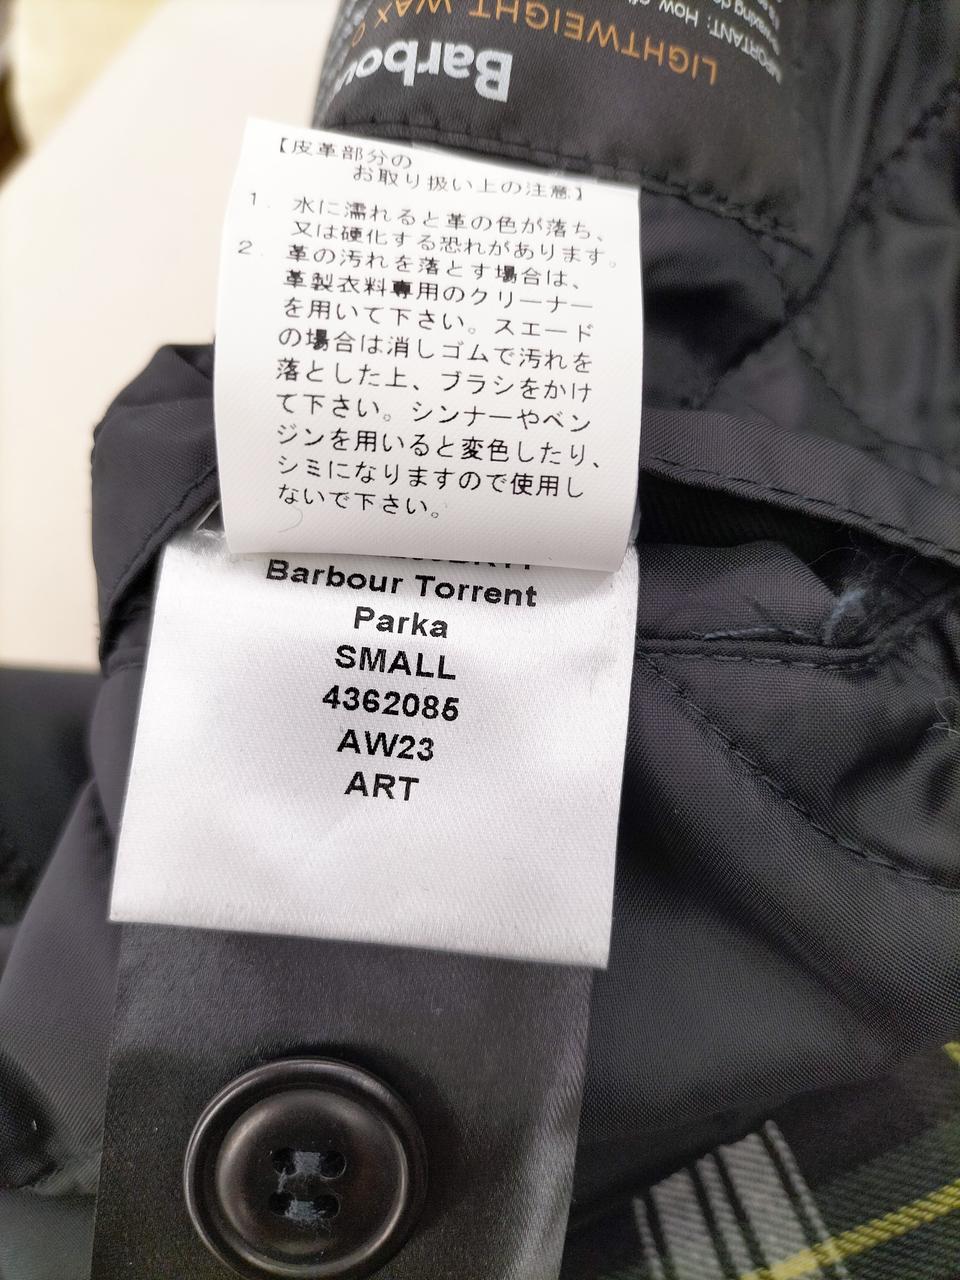 Barbour
LIGHTWEIGHT WAX
IMPORTANT: How
【皮革部分の
お取り扱い上の注意】
1. 水に濡れると革の色が落ち、
又は硬化する恐れがあります。
2. 革の汚れを落とす場合は、
革製衣料専用のクリーナー
を用いて下さい。スエード
の場合は消しゴムで汚れを
落とした上、ブラシをかけ
て下さい。シンナーやベン
ジンを用いると変色したり、
シミになりますので使用し
ないで下さい。
Barbour Torrent
Parka
SMALL
4362085
AW23
ART